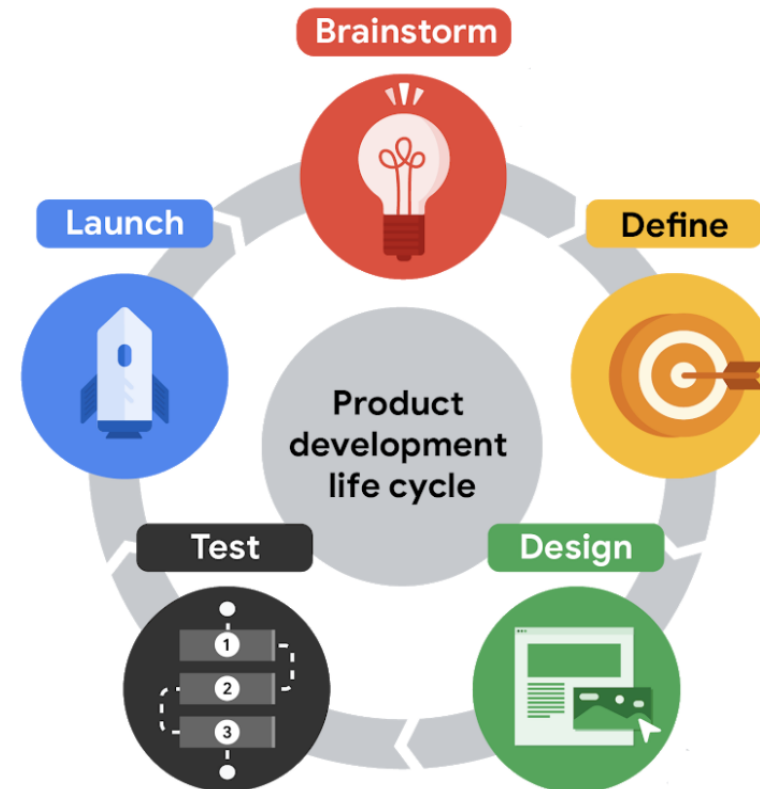 Brainstorm
Launch
Define
Product
development
life cycle
Test
Design
1
2
3